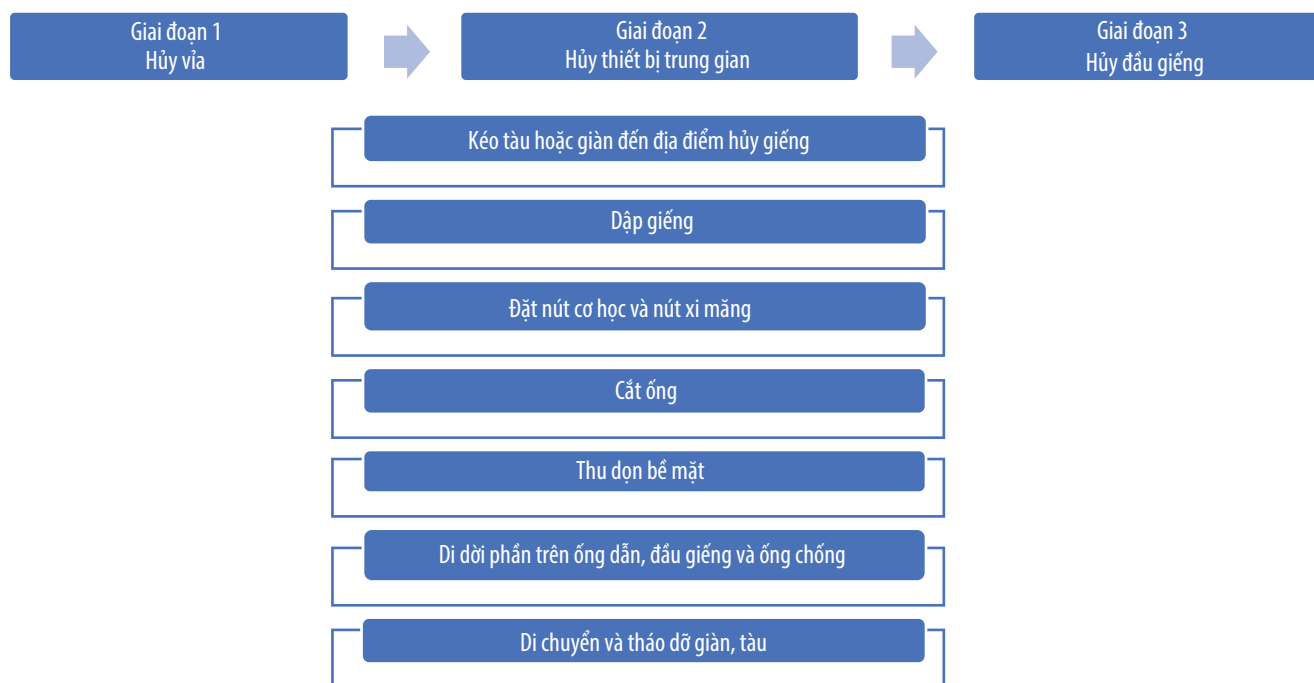 Giai đoạn 1
Hủy vỉa
Giai đoạn 2
Hủy thiết bị trung gian
Giai đoạn 3
Hủy đầu giếng
Kéo tàu hoặc giàn đến địa điểm hủy giếng
Dập giếng
Đặt nút cơ học và nút xi măng
Cắt ống
Thu dọn bề mặt
Di dời phần trên ống dẫn, đầu giếng và ống chống
Di chuyển và tháo dỡ giàn, tàu